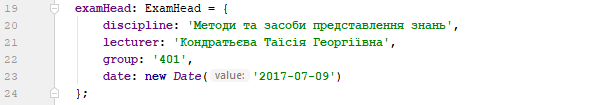 19 examHead: ExamHead = {
20 discipline: 'Методи та засоби представлення знань',
21 lecturer: 'Кондратьєва Таїсія Георгіївна',
22 group: '401',
23 date: new Date( value: '2017-07-09')
24 };